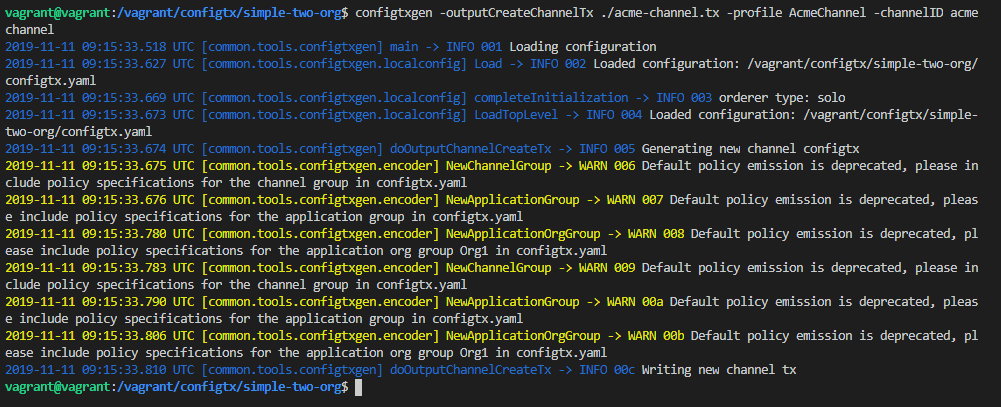 vagrant@vagrant:/vagrant/configtx/simple-two-org$ configtxgen -outputCreateChannelTx ./acme-channel.tx -profile AcmeChannel -channelID acme
channel
2019-11-11 09:15:33.518 UTC [common.tools.configtxgen] main -> INFO 001 Loading configuration
2019-11-11 09:15:33.627 UTC [common.tools.configtxgen.localconfig] Load -> INFO 002 Loaded configuration: /vagrant/configtx/simple-two-org/
configtx.yaml
2019-11-11 09:15:33.669 UTC [common.tools.configtxgen.localconfig] completeInitialization -> INFO 003 orderer type: solo
2019-11-11 09:15:33.673 UTC [common.tools.configtxgen.localconfig] LoadTopLevel -> INFO 004 Loaded configuration: /vagrant/configtx/simple-
two-org/configtx.yaml
2019-11-11 09:15:33.674 UTC [common.tools.configtxgen] doOutputChannelCreateTx -> INFO 005 Generating new channel configtx
2019-11-11 09:15:33.675 UTC [common.tools.configtxgen.encoder] NewChannelGroup -> WARN 006 Default policy emission is deprecated, please in
clude policy specifications for the channel group in configtx.yaml
2019-11-11 09:15:33.676 UTC [common.tools.configtxgen.encoder] NewApplicationGroup -> WARN 007 Default policy emission is deprecated, pleas
e include policy specifications for the application group in configtx.yaml
2019-11-11 09:15:33.780 UTC [common.tools.configtxgen.encoder] NewApplicationOrgGroup -> WARN 008 Default policy emission is deprecated, pl
ease include policy specifications for the application org group Org1 in configtx.yaml
2019-11-11 09:15:33.783 UTC [common.tools.configtxgen.encoder] NewChannelGroup -> WARN 009 Default policy emission is deprecated, please in
clude policy specifications for the channel group in configtx.yaml
2019-11-11 09:15:33.790 UTC [common.tools.configtxgen.encoder] NewApplicationGroup -> WARN 00a Default policy emission is deprecated, pleas
e include policy specifications for the application group in configtx.yaml
2019-11-11 09:15:33.806 UTC [common.tools.configtxgen.encoder] NewApplicationOrgGroup -> WARN 00b Default policy emission is deprecated, pl
ease include policy specifications for the application org group Org1 in configtx.yaml
2019-11-11 09:15:33.810 UTC [common.tools.configtxgen] doOutputChannelCreateTx -> INFO 00c Writing new channel tx
vagrant@vagrant:/vagrant/configtx/simple-two-org$